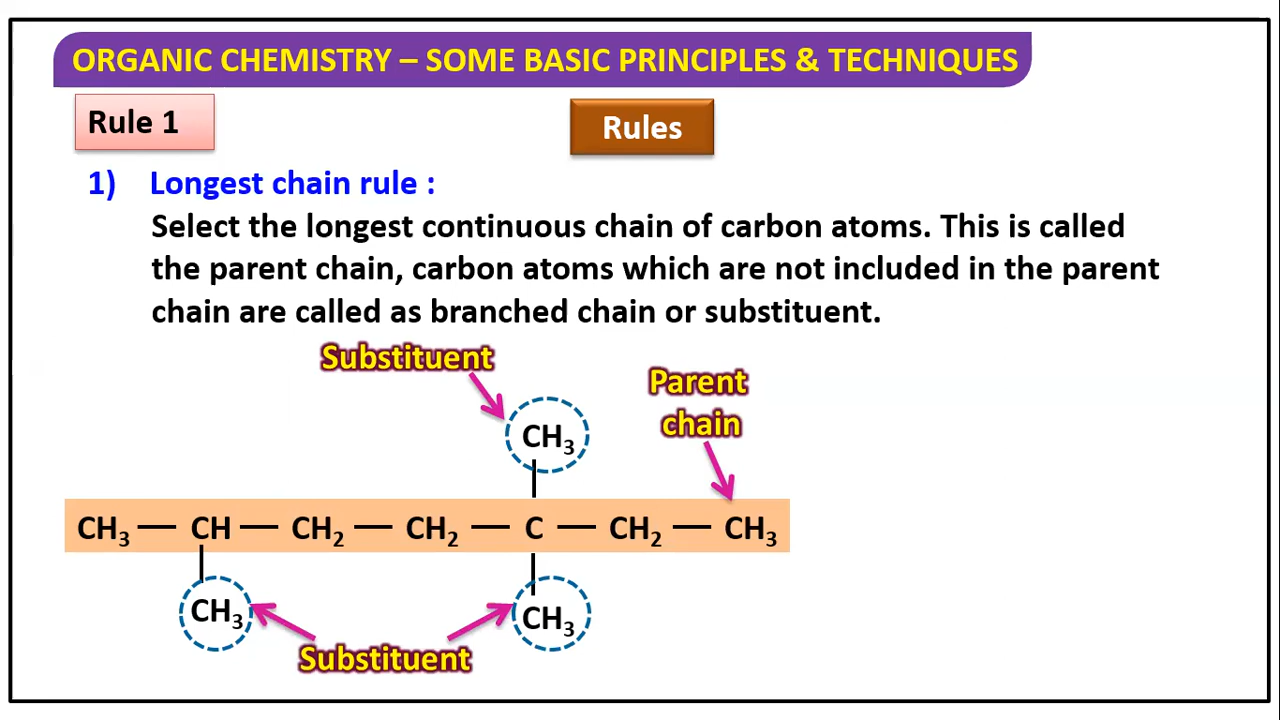 ORGANIC CHEMISTRY – SOME BASIC PRINCIPLES & TECHNIQUES
Rule 1
Rules
1) Longest chain rule :
Select the longest continuous chain of carbon atoms. This is called
the parent chain, carbon atoms which are not included in the parent
chain are called as branched chain or substituent.
Substituent
Parent
chain
CH₃
CH₃ — CH — CH₂ — CH₂ — C — CH₂ — CH₃
CH₃ CH₃
Substituent